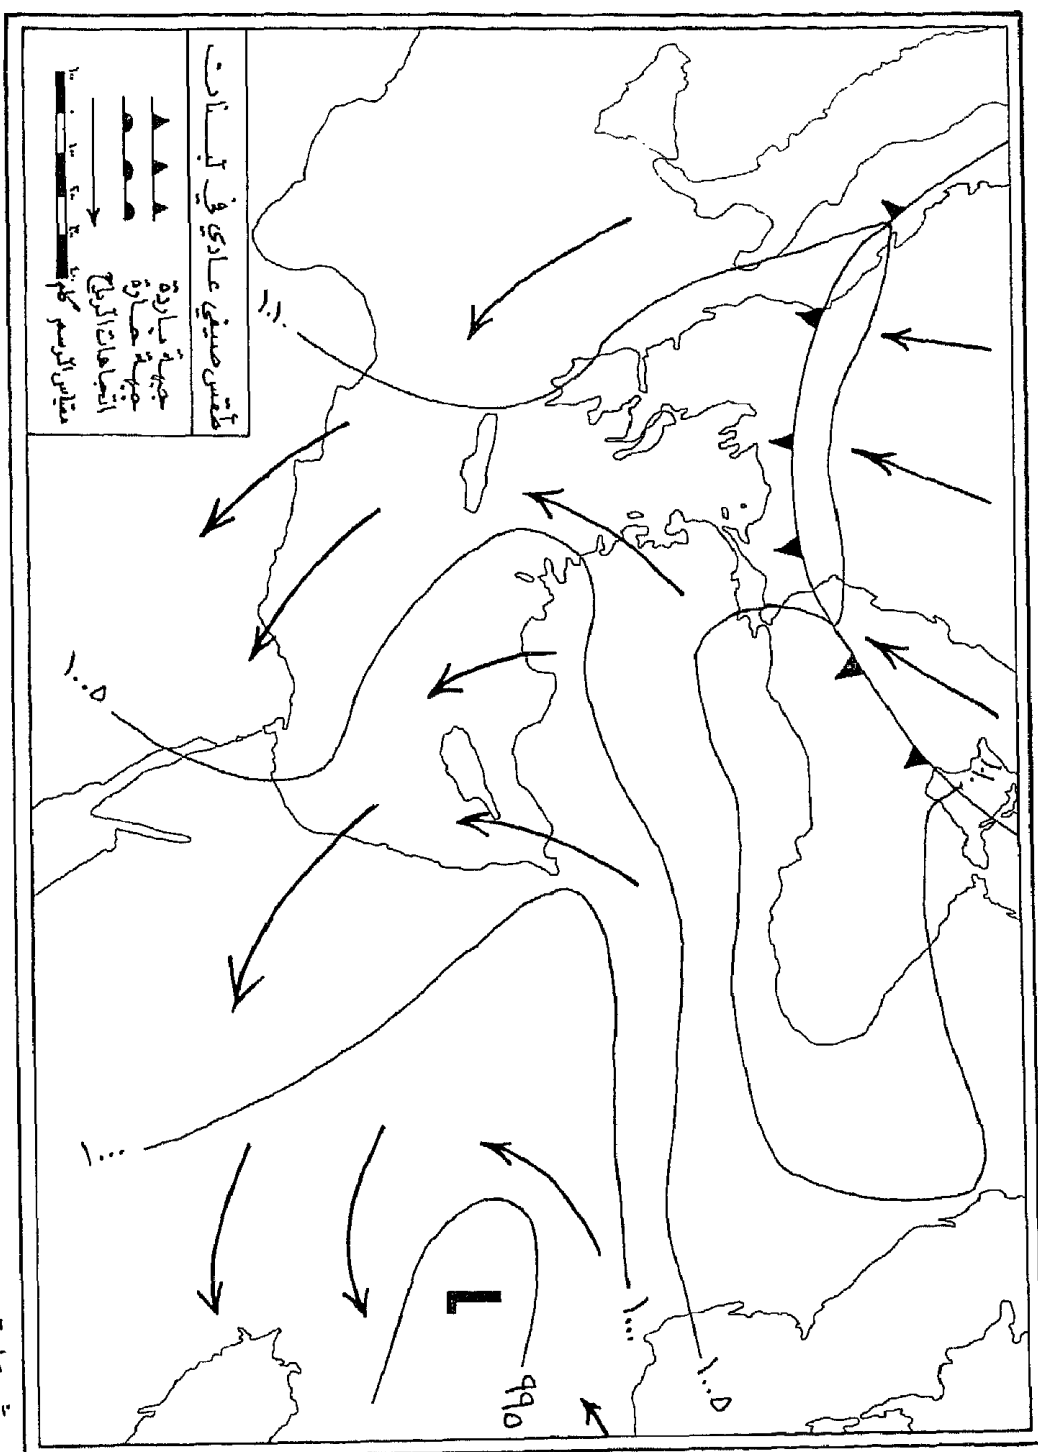 طقس صيفي عادي في لبنان
جبهة باردة
جبهة حارة
اتجاهات الرياح
مقياس الرسم كلم
١٠١٠
١٠١٠
١٠٠٥
١٠٠٥
١٠٠٠
١٠٠٠
٩٩٥
L